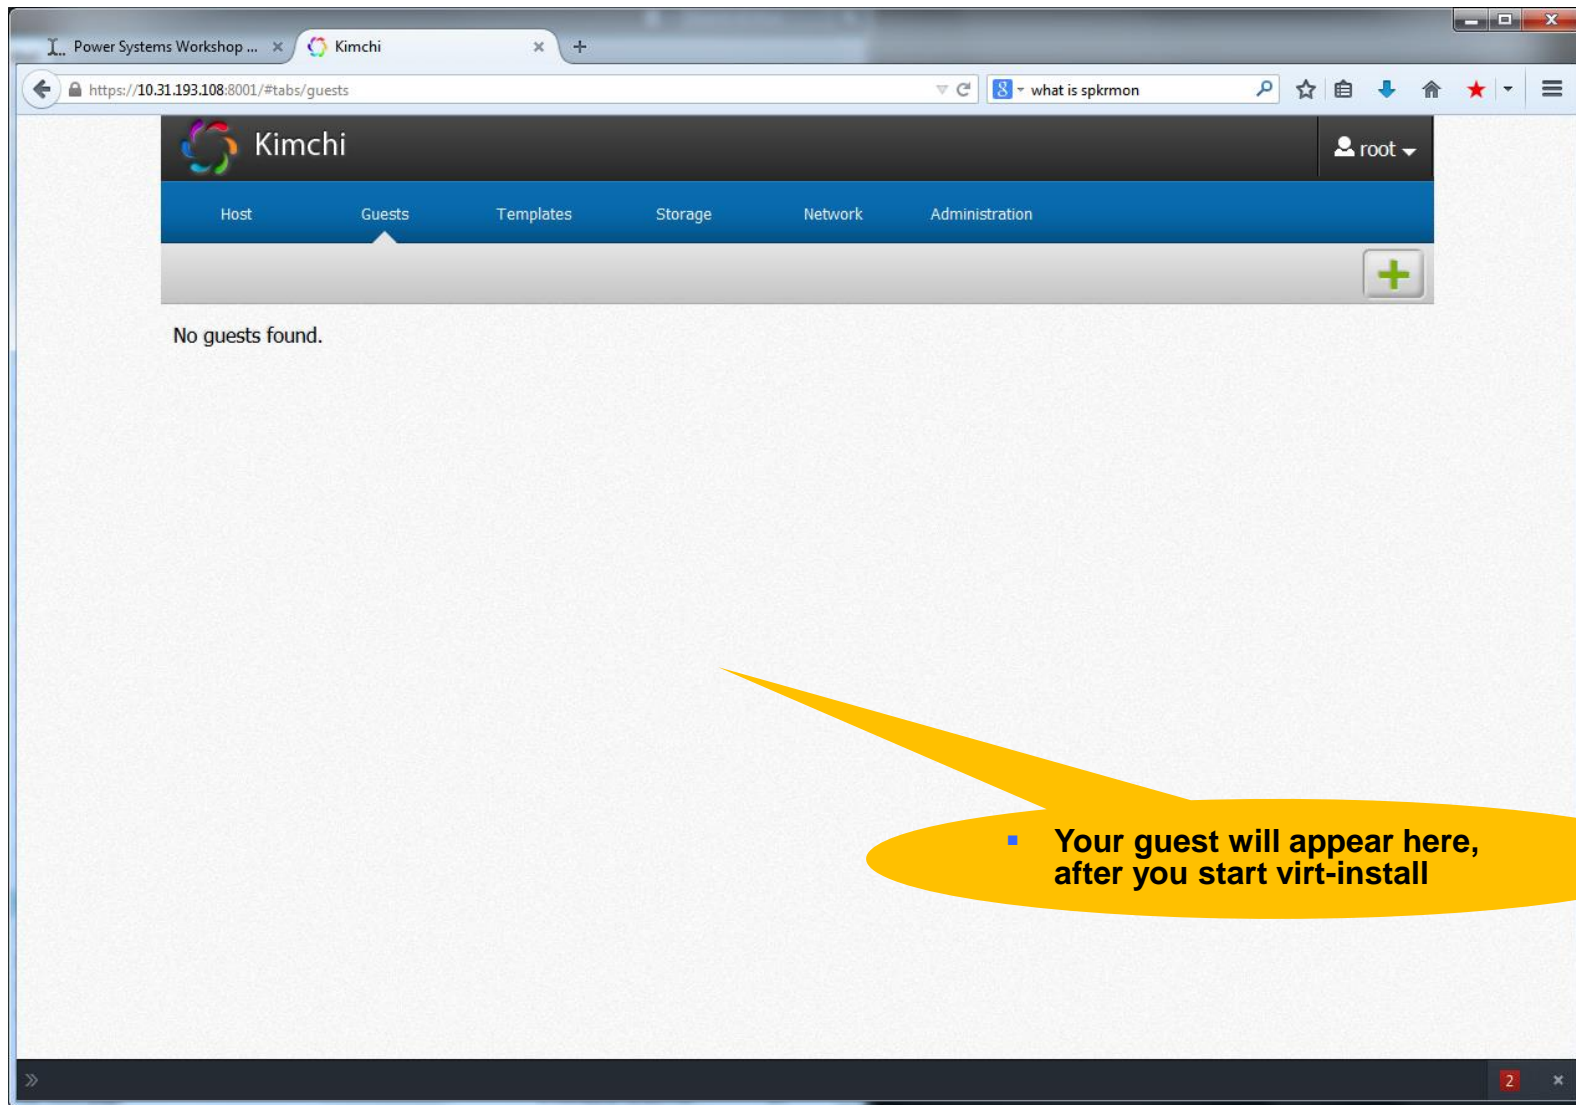 Power Systems Workshop ...
Kimchi
https://10.31.193.108:8001/#tabs/guests
8
what is spkrmon
Kimchi
root
Host
Guests
Templates
Storage
Network
Administration
No guests found.
Your guest will appear here,
after you start virt-install
2